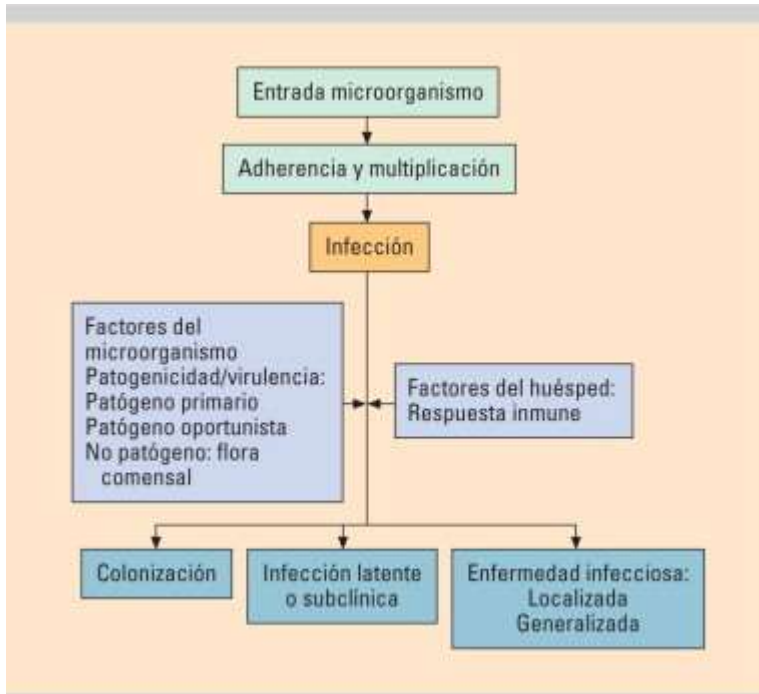 Entrada microorganismo
Adherencia y multiplicación
Infección
Factores del
microorganismo
Patogenicidad/virulencia:
Patógeno primario
Patógeno oportunista
No patógeno: flora
comensal
Factores del huésped:
Respuesta inmune
Colonización
Infección latente
o subclínica
Enfermedad infecciosa:
Localizada
Generalizada